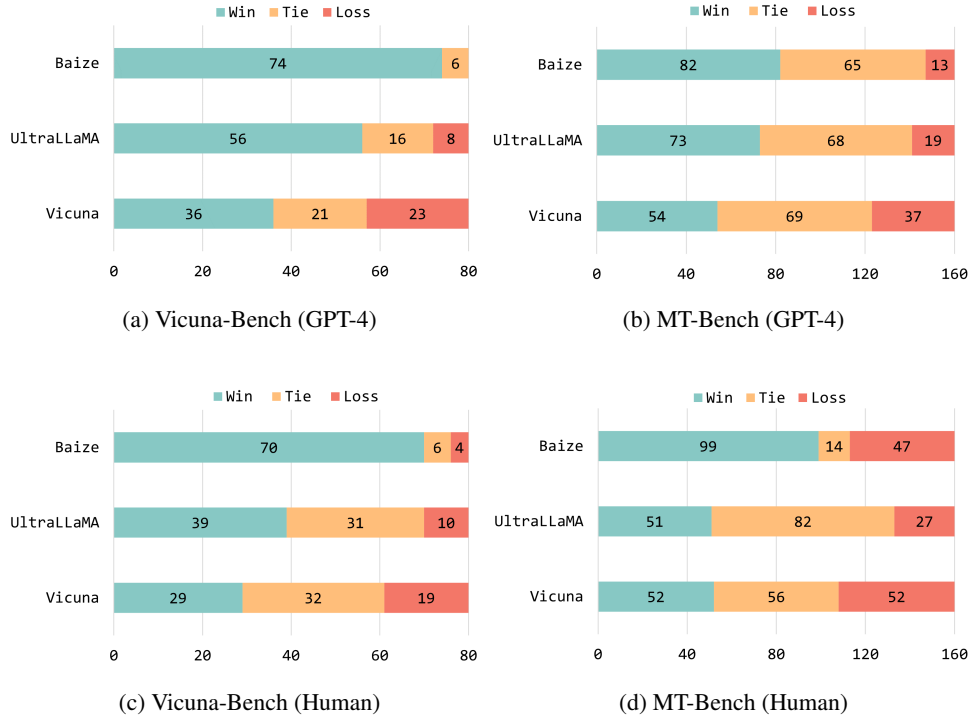 Win Tie Loss
Baize 74 6
UltraLLaMA 56 16 8
Vicuna 36 21 23
0 20 40 60 80
(a) Vicuna-Bench (GPT-4)
Win Tie Loss
Baize 82 65 13
UltraLLaMA 73 68 19
Vicuna 54 69 37
0 40 80 120 160
(b) MT-Bench (GPT-4)
Win Tie Loss
Baize 70 6 4
UltraLLaMA 39 31 10
Vicuna 29 32 19
0 20 40 60 80
(c) Vicuna-Bench (Human)
Win Tie Loss
Baize 99 14 47
UltraLLaMA 51 82 27
Vicuna 52 56 52
0 40 80 120 160
(d) MT-Bench (Human)